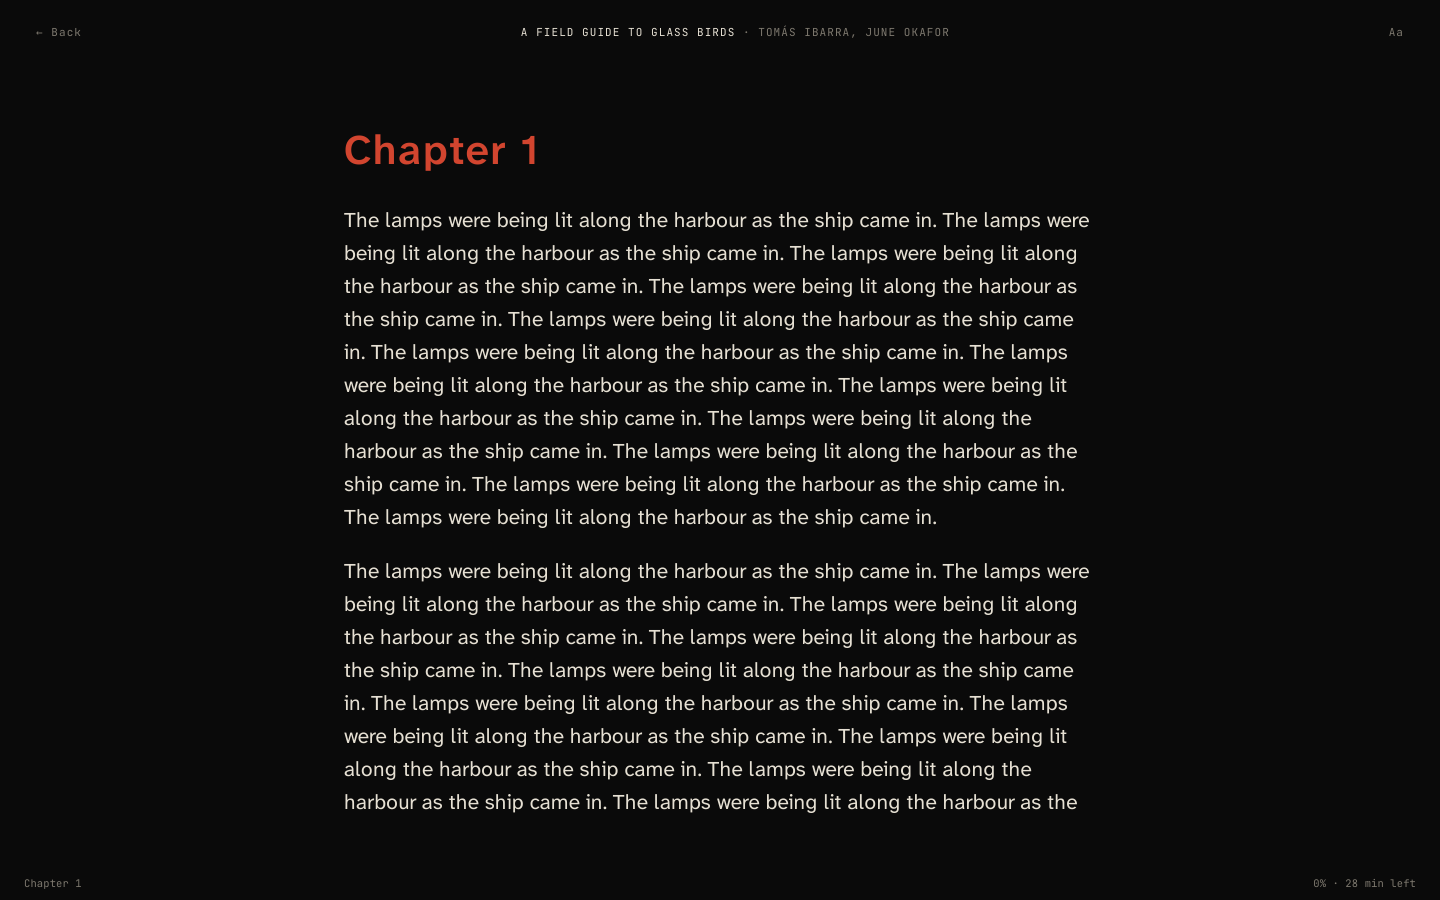 ← Back
A FIELD GUIDE TO GLASS BIRDS · TOMÁS IBARRA, JUNE OKAFOR
Aa
Chapter 1
The lamps were being lit along the harbour as the ship came in. The lamps were
being lit along the harbour as the ship came in. The lamps were being lit along
the harbour as the ship came in. The lamps were being lit along the harbour as
the ship came in. The lamps were being lit along the harbour as the ship came
in. The lamps were being lit along the harbour as the ship came in. The lamps
were being lit along the harbour as the ship came in. The lamps were being lit
along the harbour as the ship came in. The lamps were being lit along the
harbour as the ship came in. The lamps were being lit along the harbour as the
ship came in. The lamps were being lit along the harbour as the ship came in.
The lamps were being lit along the harbour as the ship came in.
The lamps were being lit along the harbour as the ship came in. The lamps were
being lit along the harbour as the ship came in. The lamps were being lit along
the harbour as the ship came in. The lamps were being lit along the harbour as
the ship came in. The lamps were being lit along the harbour as the ship came
in. The lamps were being lit along the harbour as the ship came in. The lamps
were being lit along the harbour as the ship came in. The lamps were being lit
along the harbour as the ship came in. The lamps were being lit along the
harbour as the ship came in. The lamps were being lit along the harbour as the
Chapter 1
0% · 28 min left